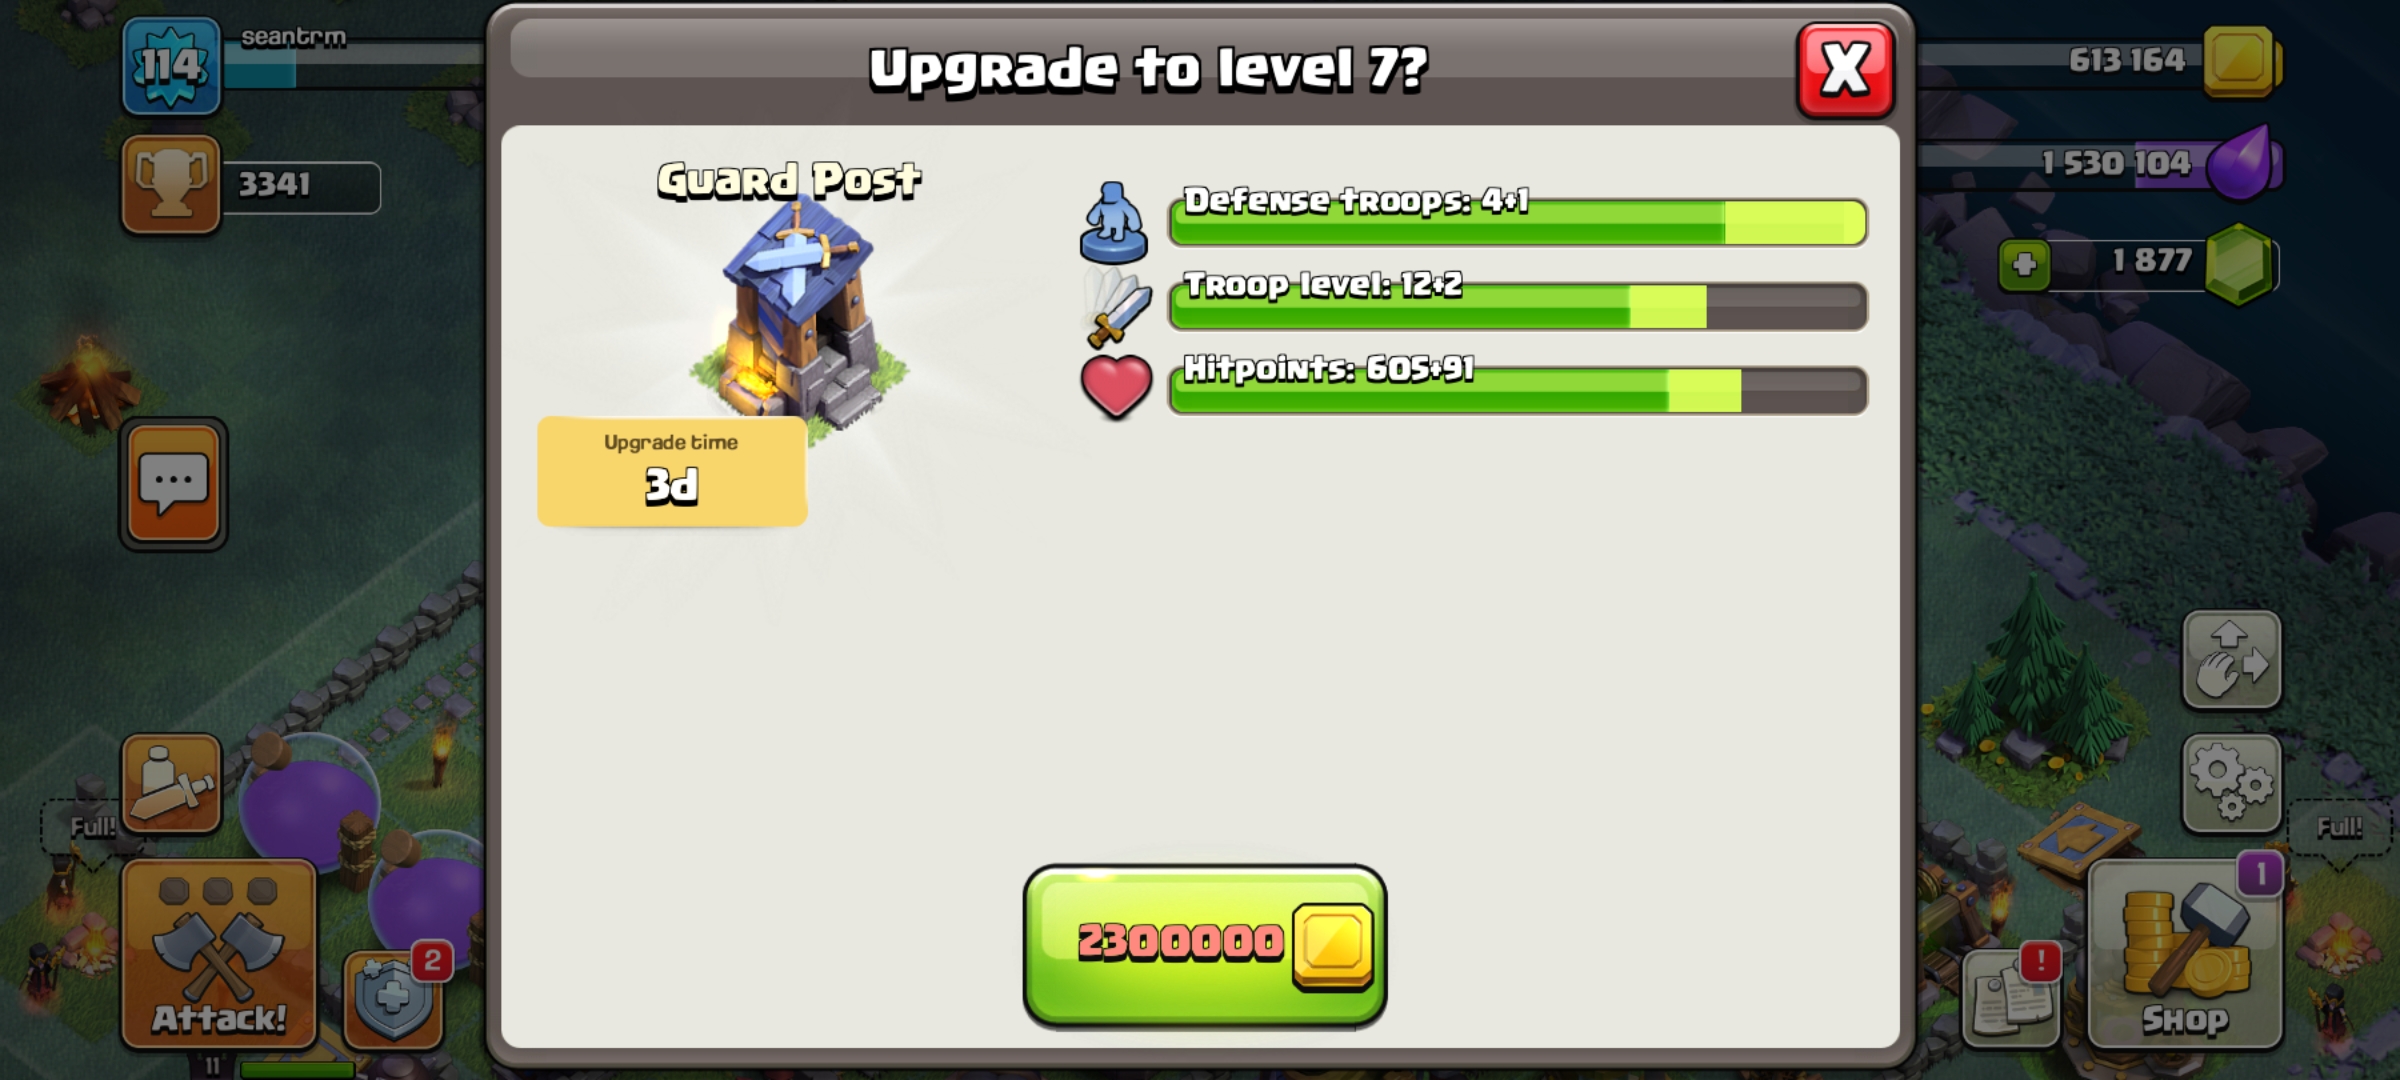 114
seantrm
3341
Upgrade to level 7?
X
613 164
1 530 104
1 877
Guard Post
Defense troops: 4+1
Troop level: 12+2
Hitpoints: 605+91
Upgrade time
3d
Full!
Full!
2300000
Attack!
2
!
1
Shop
11